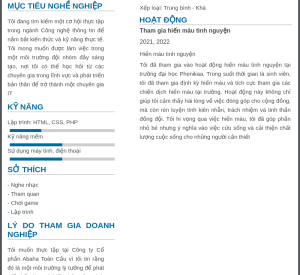 MỤC TIÊU NGHỀ NGHIỆP
Tôi đang tìm kiếm một cơ hội thực tập
trong ngành Công nghệ thông tin để
nắm bắt kiến thức và kỹ năng thực tế.
Tôi mong muốn được làm việc trong
một môi trường đội nhóm đầy sáng
tạo, nơi tôi có thể học hỏi từ các
chuyên gia trong lĩnh vực và phát triển
bản thân để trở thành một chuyên gia
IT
KỸ NĂNG
Lập trình: HTML, CSS, PHP
Kỹ năng mềm
Sử dụng máy tính, điện thoại
SỞ THÍCH
- Nghe nhạc
- Tham quan
- Chơi game
- Lập trình
LÝ DO THAM GIA DOANH
NGHIỆP
Tôi muốn thực tập tại Công ty Cổ
phần Abaha Toàn Cầu vì tôi tin rằng
đó là một môi trường lý tưởng để phát
Xếp loại: Trung bình - Khá
HOẠT ĐỘNG
Tham gia hiến máu tình nguyện
2021, 2022
Hiến máu tình nguyện
Tôi đã tham gia vào hoạt động hiến máu tình nguyện tại
trường đại học Phenikaa. Trong suốt thời gian là sinh viên,
tôi đã tham gia định kỳ hiến máu và tích cực tham gia các
chiến dịch hiến máu tại trường. Hoạt động này không chỉ
giúp tôi cảm thấy hài lòng về việc đóng góp cho cộng đồng,
mà còn rèn luyện tính kiên nhẫn, trách nhiệm và tinh thần
đồng đội. Tôi hi vọng qua việc hiến máu, tôi đã góp phần
nhỏ bé nhưng ý nghĩa vào việc cứu sống và cải thiện chất
lượng cuộc sống cho những người cần thiết